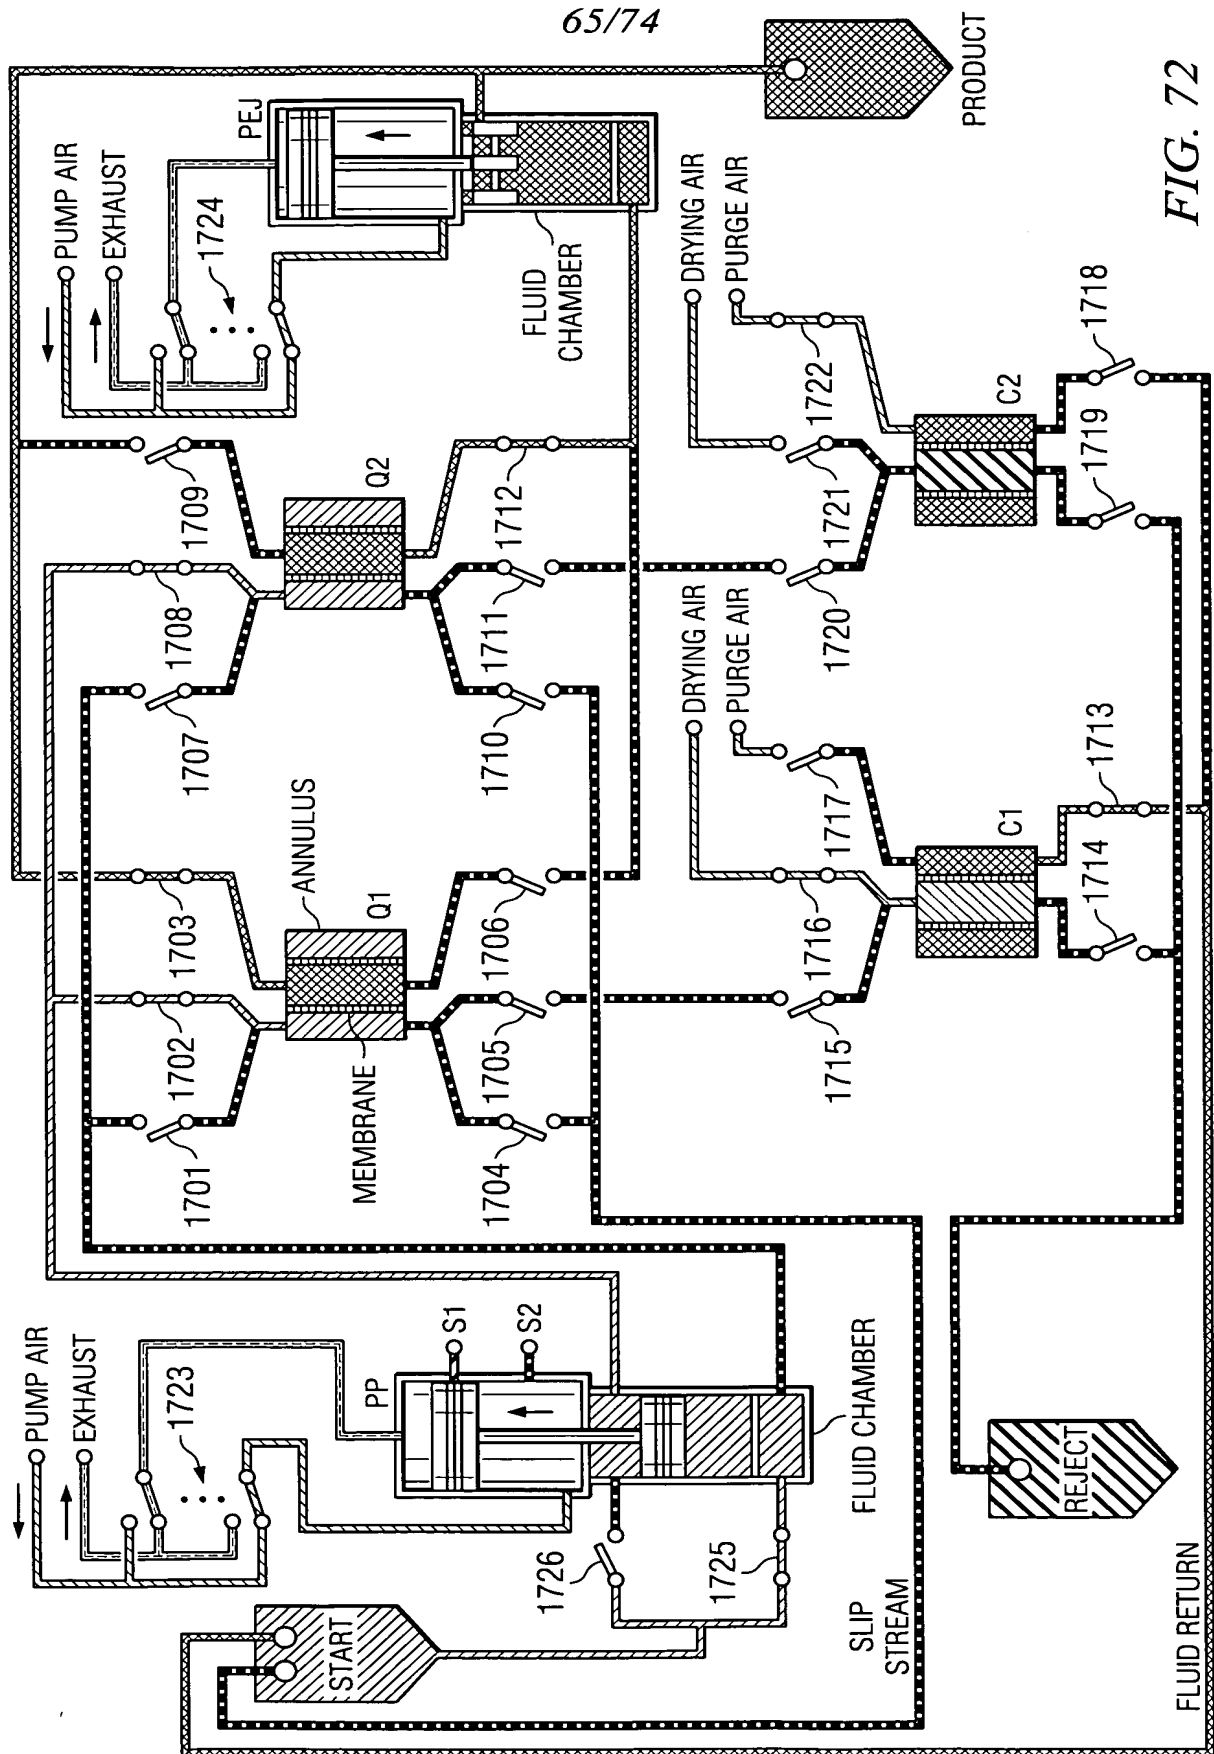 65/74
PUMP AIR
EXHAUST
1724
PEJ
FLUID
CHAMBER
PRODUCT
FIG. 72
1709
1708
1707
Q2
1712
1711
1710
DRYING AIR
PURGE AIR
1722
1721
1720
C2
1718
1719
1703
1702
1701
ANNULUS
Q1
MEMBRANE
1706
1705
1704
DRYING AIR
PURGE AIR
1717
1716
1715
C1
1713
1714
PUMP AIR
EXHAUST
1723
PP
S1
S2
FLUID CHAMBER
1726
1725
START
SLIP
STREAM
REJECT
FLUID RETURN